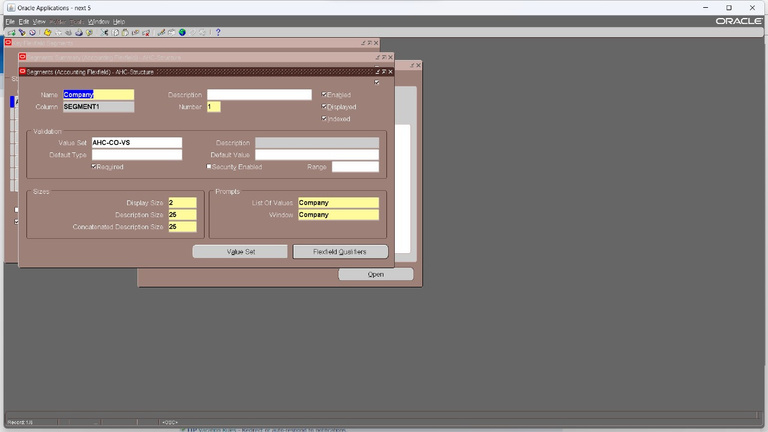 Oracle Applications - next 5
File Edit View Window Help
ORACLE
Segments (Accounting Flexfield) - AHC-Structure
Name Company Description Enabled
Column SEGMENT1 Number 1 Displayed
Indexed
Validation
Value Set AHC-CO-VS Description
Default Type Default Value
Required Security Enabled Range
Sizes Prompts
Display Size 2 List Of Values Company
Description Size 25 Window Company
Concatenated Description Size 25
Value Set Flexfield Qualifiers
Open
Record: 1/5 <OSC>